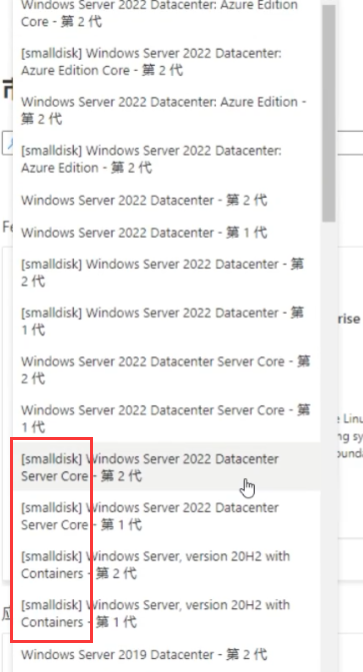 Windows Server 2022 Datacenter: Azure Edition
Core - 第 2 代
[smalldisk] Windows Server 2022 Datacenter:
Azure Edition Core - 第 2 代
Windows Server 2022 Datacenter: Azure Edition -
第 2 代
[smalldisk] Windows Server 2022 Datacenter:
Azure Edition - 第 2 代
Windows Server 2022 Datacenter - 第 2 代
Windows Server 2022 Datacenter - 第 1 代
[smalldisk] Windows Server 2022 Datacenter - 第
2 代
[smalldisk] Windows Server 2022 Datacenter - 第
1 代
rise
Windows Server 2022 Datacenter Server Core - 第
2 代
Windows Server 2022 Datacenter Server Core - 第
1 代
[smalldisk] Windows Server 2022 Datacenter
Server Core - 第 2 代
[smalldisk] Windows Server 2022 Datacenter
Server Core - 第 1 代
[smalldisk] Windows Server, version 20H2 with
Containers - 第 2 代
[smalldisk] Windows Server, version 20H2 with
Containers - 第 1 代
Windows Server 2019 Datacenter - 第 2 代